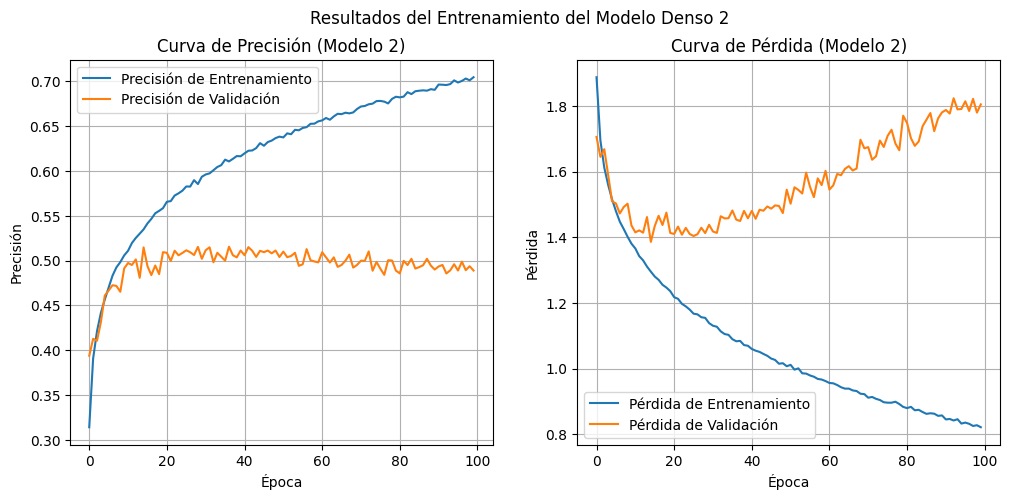 Resultados del Entrenamiento del Modelo Denso 2
Curva de Precisión (Modelo 2)
Precisión de Entrenamiento
Precisión de Validación
0.70
0.65
0.60
0.55
0.50
0.45
0.40
0.35
0.30
Precisión
0
20
40
60
80
100
Época
Curva de Pérdida (Modelo 2)
1.8
1.6
1.4
1.2
1.0
0.8
Pérdida
Pérdida de Entrenamiento
Pérdida de Validación
0
20
40
60
80
100
Época